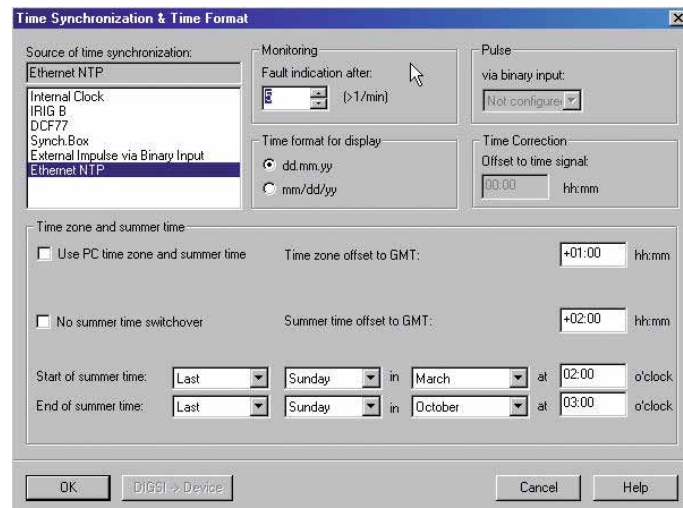 Time Synchronization & Time Format
Source of time synchronization:
Ethernet NTP
Internal Clock
IRIG B
DCF77
Synch.Box
External Impulse via Binary Input
Ethernet NTP
Monitoring
Fault indication after:
5 (>1/min)
Pulse
via binary input:
Not configure
Time format for display
dd.mm.yy
mm/dd/yy
Time Correction
Offset to time signal:
00:00 hh:mm
Time zone and summer time
Use PC time zone and summer time Time zone offset to GMT: +01:00 hh:mm
No summer time switchover Summer time offset to GMT: +02:00 hh:mm
Start of summer time: Last Sunday in March at 02:00 o'clock
End of summer time: Last Sunday in October at 03:00 o'clock
OK DIGSI -> Device Cancel Help